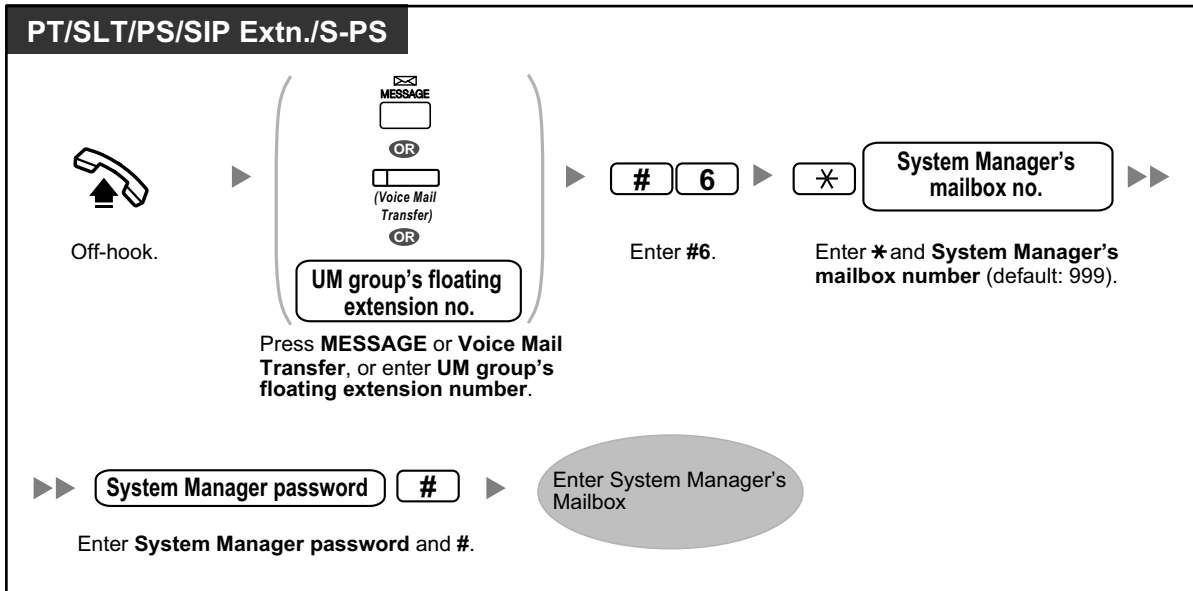 PT/SLT/PS/SIP Extn./S-PS
MESSAGE
OR
(Voice Mail
Transfer)
OR
UM group's floating
extension no.
# 6
✳ System Manager's
mailbox no.
Off-hook.
Press MESSAGE or Voice Mail
Transfer, or enter UM group's
floating extension number.
Enter #6.
Enter ✳ and System Manager's
mailbox number (default: 999).
System Manager password #
Enter System Manager password and #.
Enter System Manager's
Mailbox